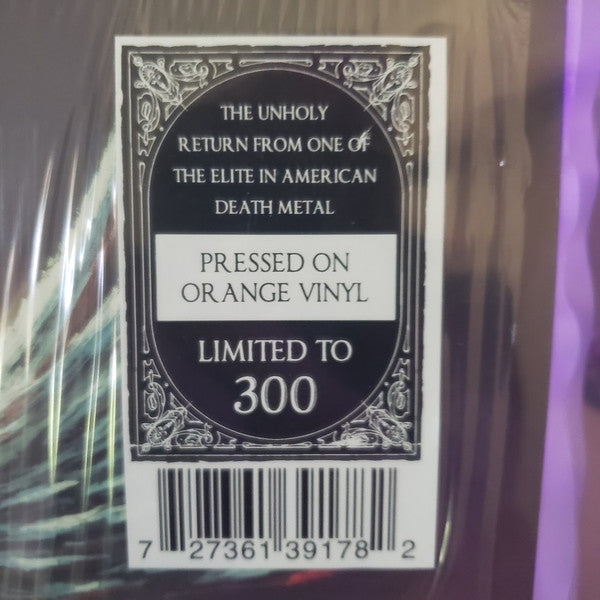 THE UNHOLY
RETURN FROM ONE OF
THE ELITE IN AMERICAN
DEATH METAL
PRESSED ON
ORANGE VINYL
LIMITED TO
300
7 27361 39178 2